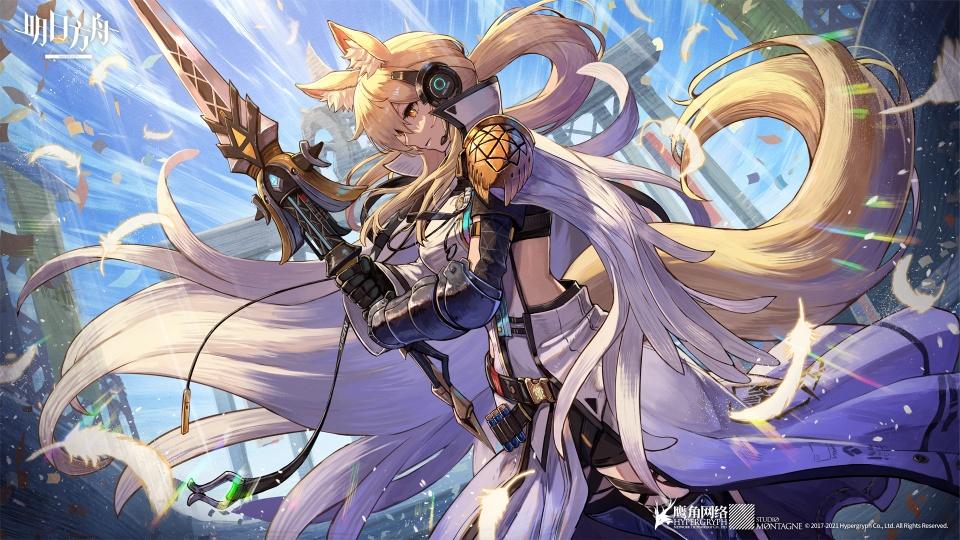 明日方舟
鹰角网络
HYPERGRYPH
STUDIO
MONTAGNE
© 2017-2021 Hypergryph Co., Ltd. All Rights Reserved.